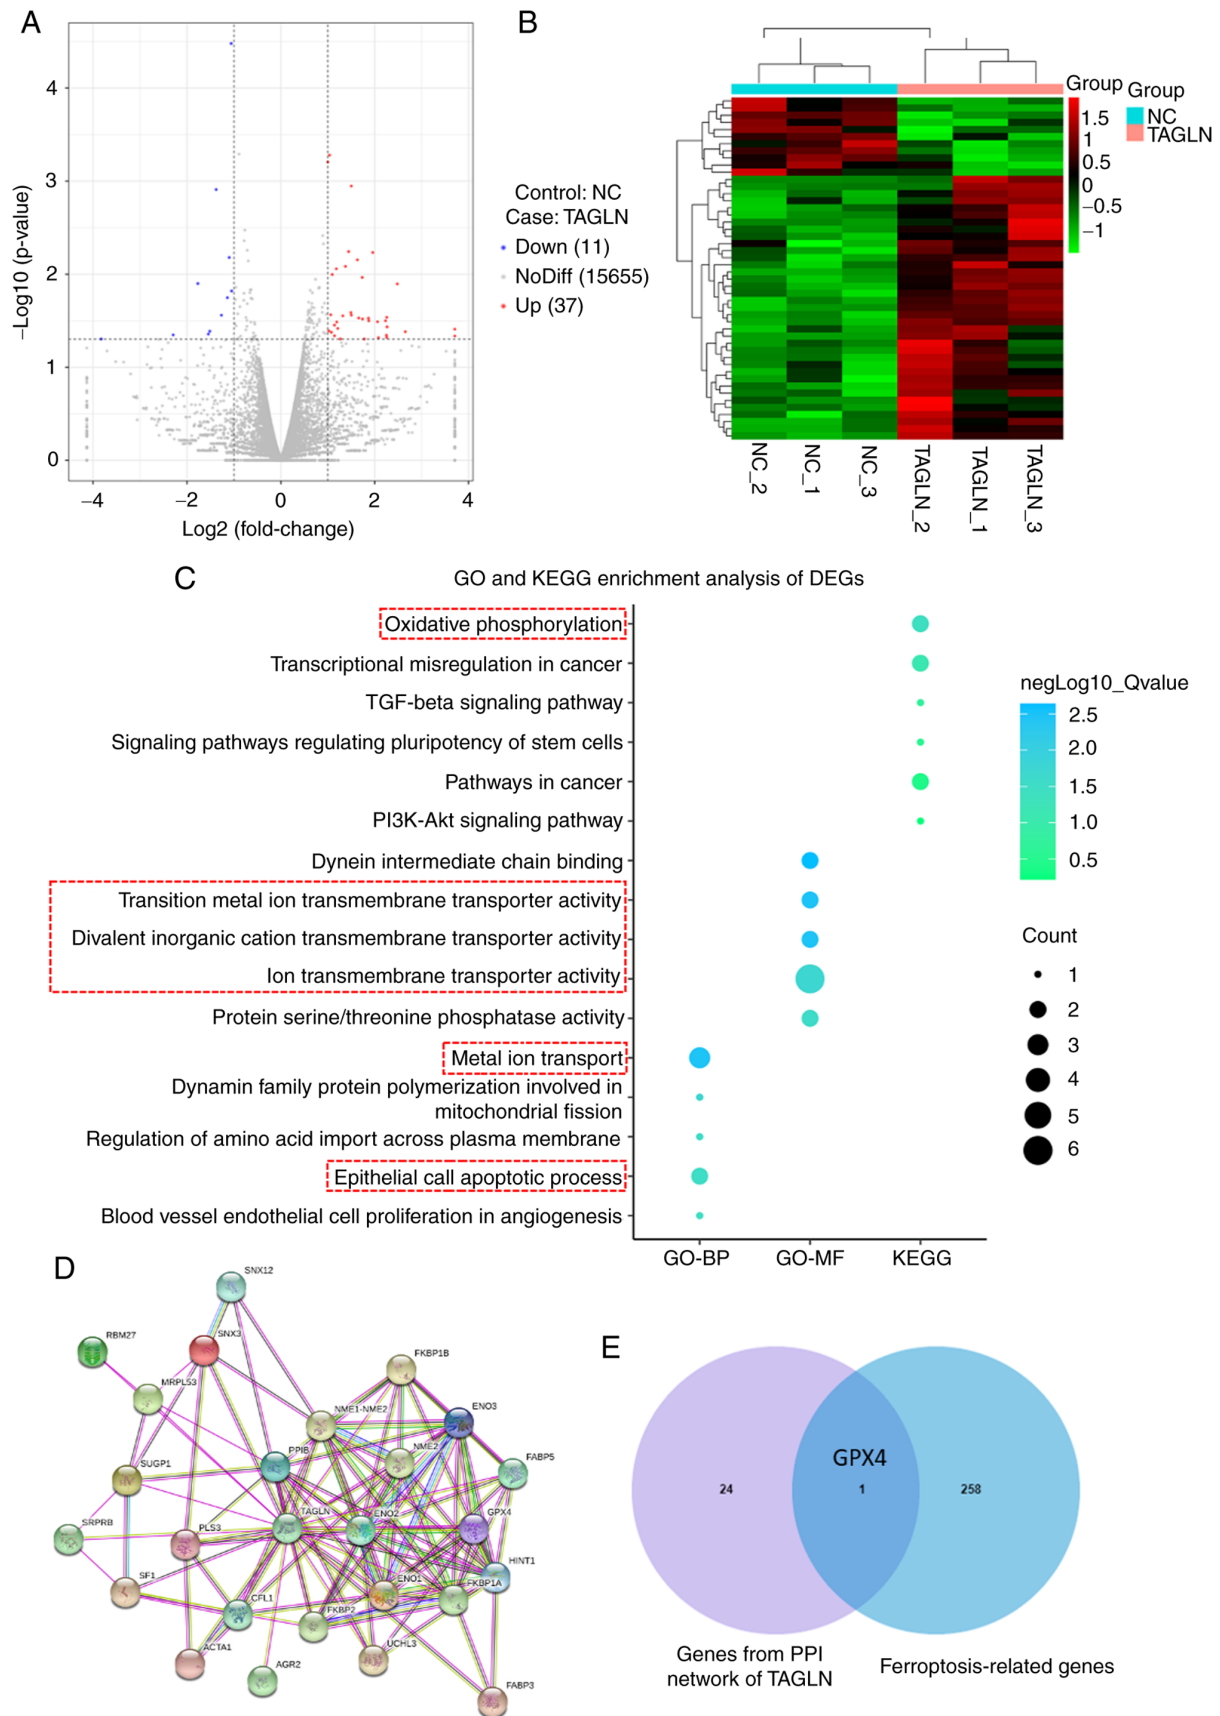 A
4
3
2
1
0
−4
−2
0
2
4
−Log10 (p-value)
Log2 (fold-change)
Control: NC
Case: TAGLN
Down (11)
NoDiff (15655)
Up (37)
B
Group
1.5
1
0.5
0
−0.5
−1
Group
NC
TAGLN
NC_2
NC_1
NC_3
TAGLN_2
TAGLN_1
TAGLN_3
C
GO and KEGG enrichment analysis of DEGs
Oxidative phosphorylation
Transcriptional misregulation in cancer
TGF-beta signaling pathway
Signaling pathways regulating pluripotency of stem cells
Pathways in cancer
PI3K-Akt signaling pathway
Dynein intermediate chain binding
Transition metal ion transmembrane transporter activity
Divalent inorganic cation transmembrane transporter activity
Ion transmembrane transporter activity
Protein serine/threonine phosphatase activity
Metal ion transport
Dynamin family protein polymerization involved in
mitochondrial fission
Regulation of amino acid import across plasma membrane
Epithelial call apoptotic process
Blood vessel endothelial cell proliferation in angiogenesis
GO-BP
GO-MF
KEGG
negLog10_Qvalue
2.5
2.0
1.5
1.0
0.5
Count
1
2
3
4
5
6
D
SNX12
RBM27
SNX3
FKBP1B
MRPL53
NME1-NME2
ENO3
PPIB
NME2
FABP5
SUGP1
TAGLN
ENO2
GPX4
SRPRB
PLS3
HINT1
SF1
ENO1
FKBP1A
CFL1
FKBP2
ACTA1
UCHL3
AGR2
FABP3
E
GPX4
24
1
258
Genes from PPI
network of TAGLN
Ferroptosis-related genes